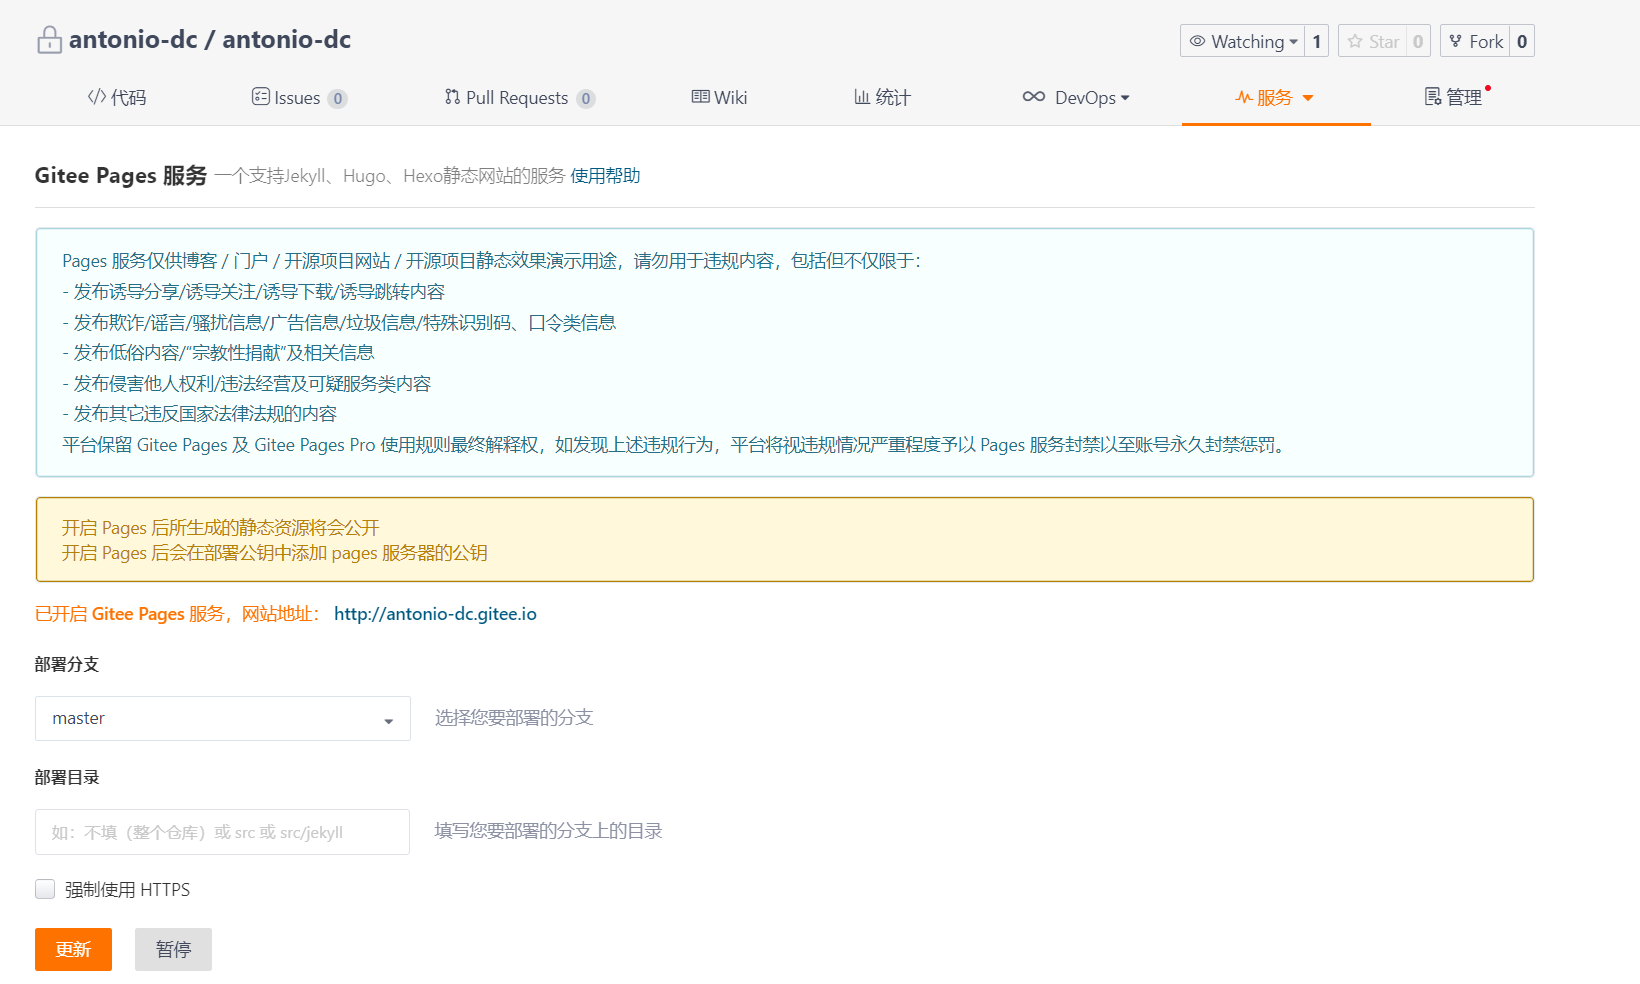 antonio-dc / antonio-dc
Watching 1 Star 0 Fork 0
代码 Issues 0 Pull Requests 0 Wiki 统计 DevOps 服务 管理
Gitee Pages 服务 一个支持Jekyll、Hugo、Hexo静态网站的服务 使用帮助
Pages 服务仅供博客 / 门户 / 开源项目网站 / 开源项目静态效果演示用途，请勿用于违规内容，包括但不仅限于：
- 发布诱导分享/诱导关注/诱导下载/诱导跳转内容
- 发布欺诈/谣言/骚扰信息/广告信息/垃圾信息/特殊识别码、口令类信息
- 发布低俗内容/“宗教性捐献”及相关信息
- 发布侵害他人权利/违法经营及可疑服务类内容
- 发布其它违反国家法律法规的内容
平台保留 Gitee Pages 及 Gitee Pages Pro 使用规则最终解释权，如发现上述违规行为，平台将视违规情况严重程度予以 Pages 服务封禁以至账号永久封禁惩罚。
开启 Pages 后所生成的静态资源将会公开
开启 Pages 后会在部署公钥中添加 pages 服务器的公钥
已开启 Gitee Pages 服务，网站地址： http://antonio-dc.gitee.io
部署分支
master 选择您要部署的分支
部署目录
如：不填（整个仓库）或 src 或 src/jekyll 填写您要部署的分支上的目录
强制使用 HTTPS
更新 暂停